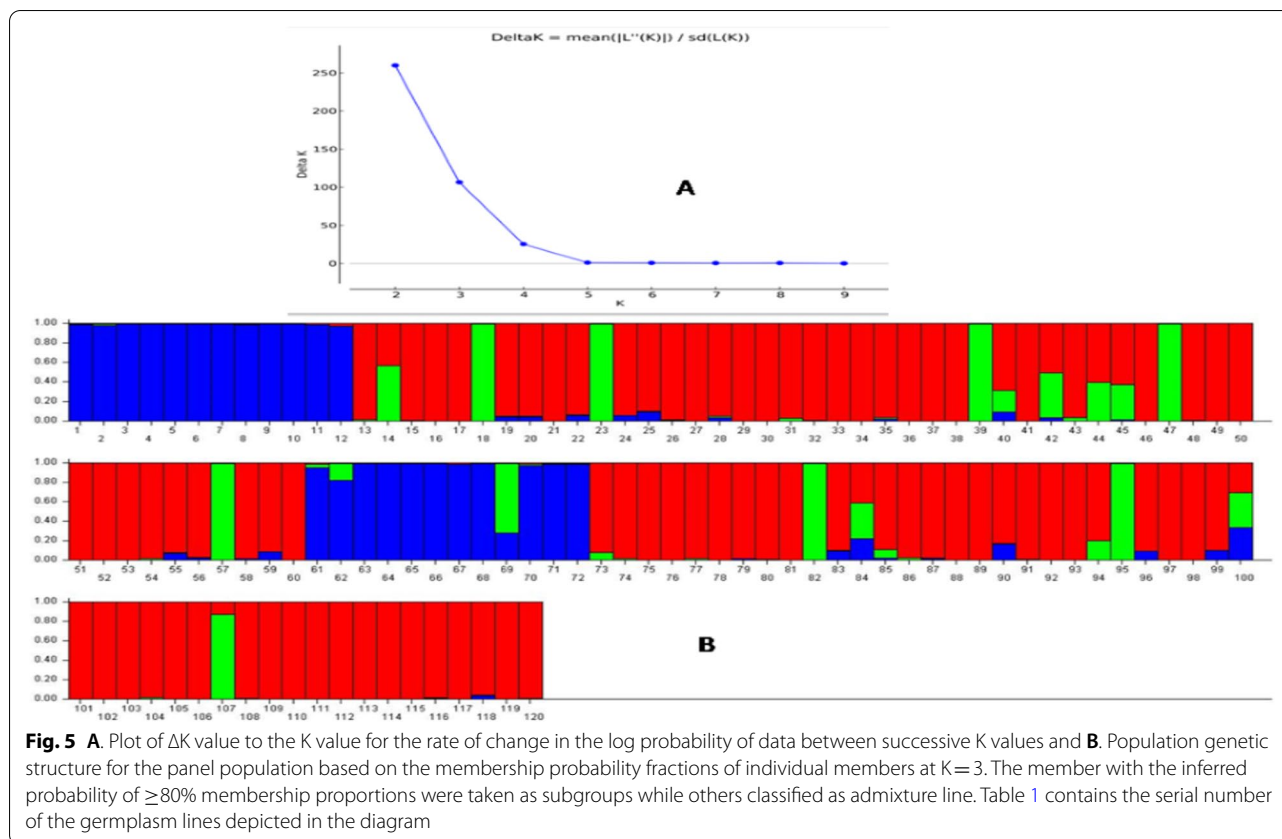 DeltaK = mean(|L''(K)|) / sd(L(K))
250
200
150
100
50
0
Delta K
A
2 3 4 5 6 7 8 9
K
1.00
0.80
0.60
0.40
0.20
0.00
1 2 3 4 5 6 7 8 9 10 11 12 13 14 15 16 17 18 19 20 21 22 23 24 25 26 27 28 29 30 31 32 33 34 35 36 37 38 39 40 41 42 43 44 45 46 47 48 49 50
1.00
0.80
0.60
0.40
0.20
0.00
51 52 53 54 55 56 57 58 59 60 61 62 63 64 65 66 67 68 69 70 71 72 73 74 75 76 77 78 79 80 81 82 83 84 85 86 87 88 89 90 91 92 93 94 95 96 97 98 99 100
1.00
0.80
0.60
0.40
0.20
0.00
B
101 102 103 104 105 106 107 108 109 110 111 112 113 114 115 116 117 118 119 120
Fig. 5 A. Plot of ΔK value to the K value for the rate of change in the log probability of data between successive K values and B. Population genetic
structure for the panel population based on the membership probability fractions of individual members at K=3. The member with the inferred
probability of ≥80% membership proportions were taken as subgroups while others classified as admixture line. Table 1 contains the serial number
of the germplasm lines depicted in the diagram